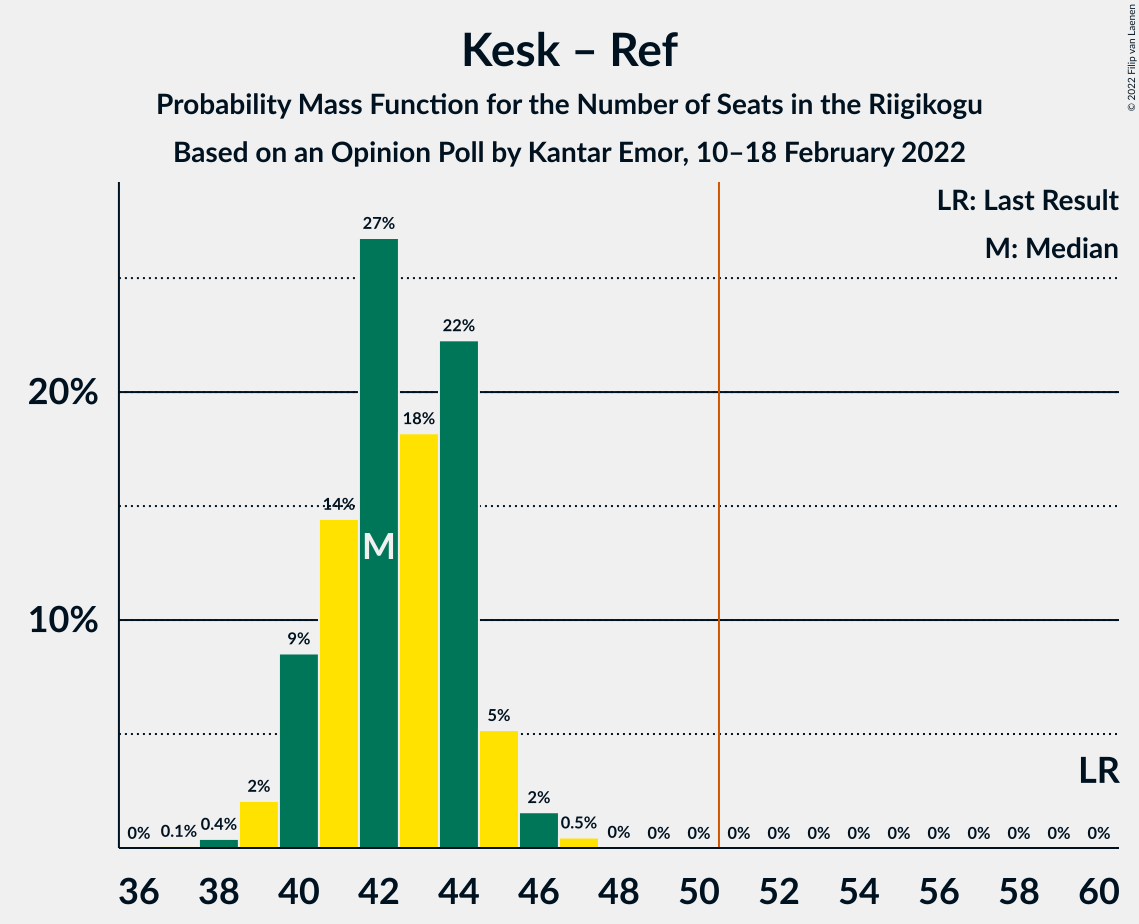 Kesk – Ref
Probability Mass Function for the Number of Seats in the Riigikogu
Based on an Opinion Poll by Kantar Emor, 10–18 February 2022
© 2022 Filip van Laenen
LR: Last Result
M: Median
27%
22%
20%
18%
14%
M
10%
9%
5%
LR
2%
2%
0% 0.1% 0.4% 0.5% 0% 0% 0% 0% 0% 0% 0% 0% 0% 0% 0% 0% 0%
36 38 40 42 44 46 48 50 52 54 56 58 60